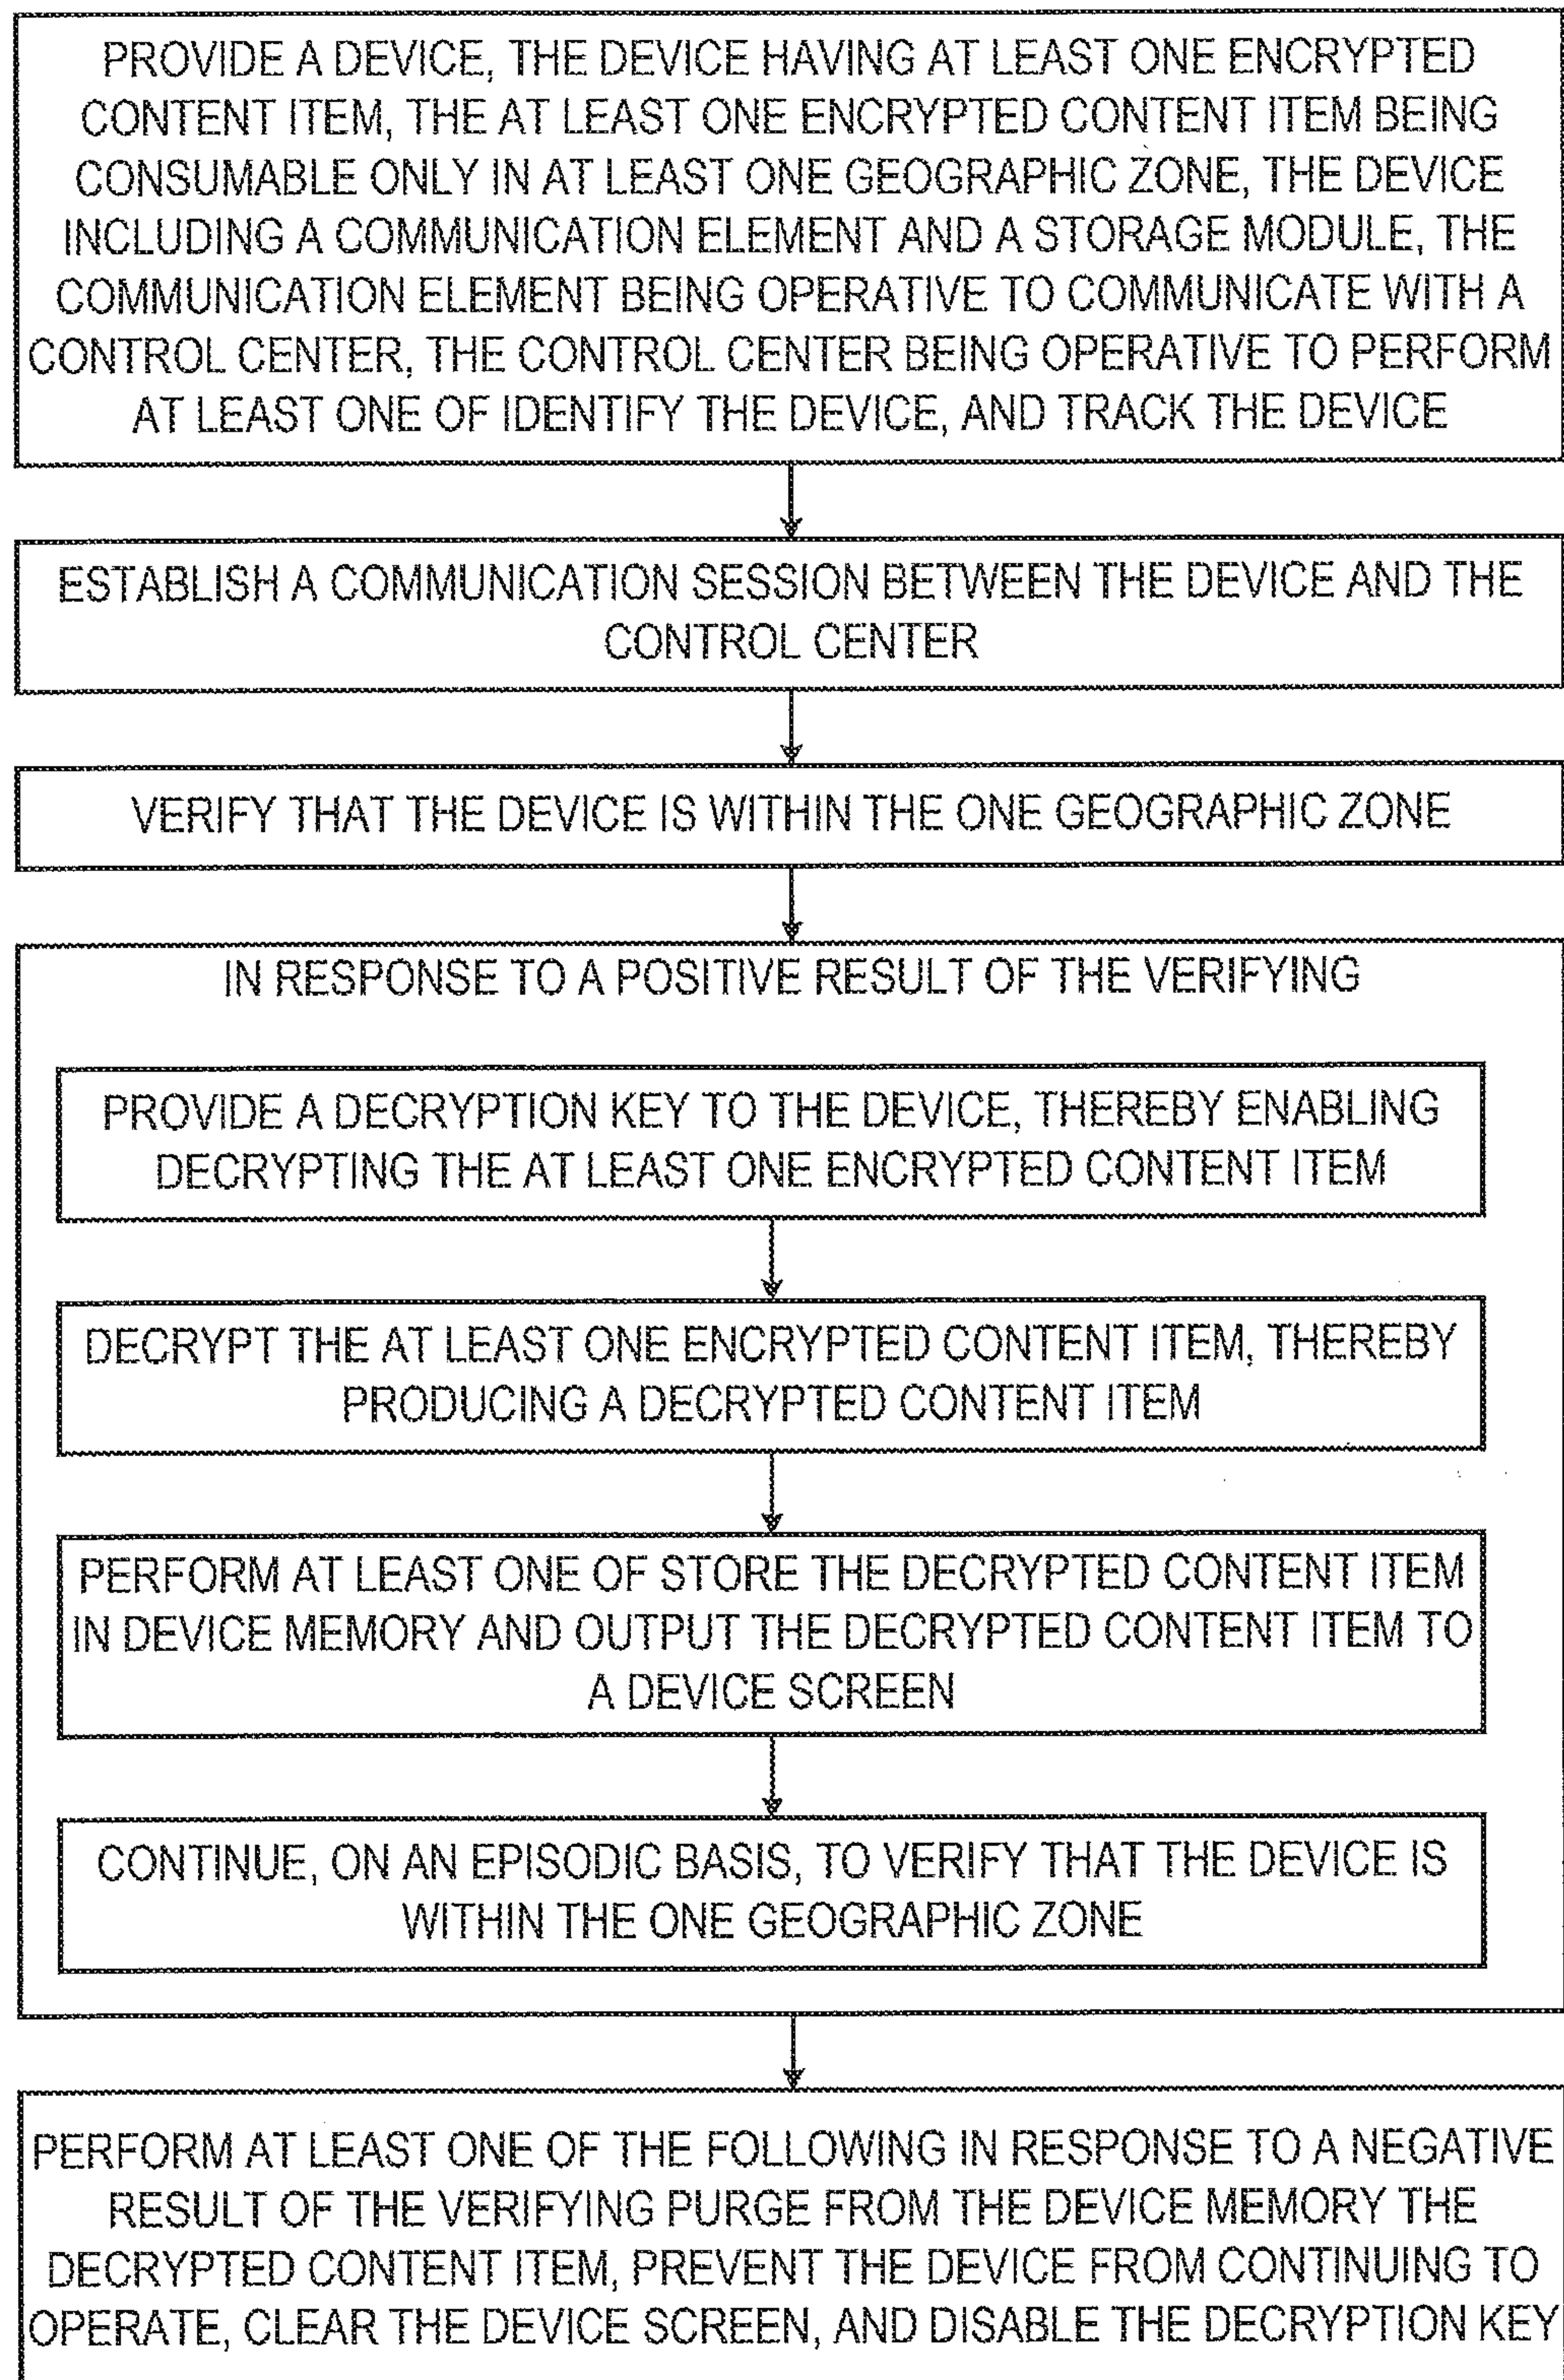 PROVIDE A DEVICE, THE DEVICE HAVING AT LEAST ONE ENCRYPTED
CONTENT ITEM, THE AT LEAST ONE ENCRYPTED CONTENT ITEM BEING
CONSUMABLE ONLY IN AT LEAST ONE GEOGRAPHIC ZONE, THE DEVICE
INCLUDING A COMMUNICATION ELEMENT AND A STORAGE MODULE, THE
COMMUNICATION ELEMENT BEING OPERATIVE TO COMMUNICATE WITH A
CONTROL CENTER, THE CONTROL CENTER BEING OPERATIVE TO PERFORM
AT LEAST ONE OF IDENTIFY THE DEVICE, AND TRACK THE DEVICE
ESTABLISH A COMMUNICATION SESSION BETWEEN THE DEVICE AND THE
CONTROL CENTER
VERIFY THAT THE DEVICE IS WITHIN THE ONE GEOGRAPHIC ZONE
IN RESPONSE TO A POSITIVE RESULT OF THE VERIFYING
PROVIDE A DECRYPTION KEY TO THE DEVICE, THEREBY ENABLING
DECRYPTING THE AT LEAST ONE ENCRYPTED CONTENT ITEM
DECRYPT THE AT LEAST ONE ENCRYPTED CONTENT ITEM, THEREBY
PRODUCING A DECRYPTED CONTENT ITEM
PERFORM AT LEAST ONE OF STORE THE DECRYPTED CONTENT ITEM
IN DEVICE MEMORY AND OUTPUT THE DECRYPTED CONTENT ITEM TO
A DEVICE SCREEN
CONTINUE, ON AN EPISODIC BASIS, TO VERIFY THAT THE DEVICE IS
WITHIN THE ONE GEOGRAPHIC ZONE
PERFORM AT LEAST ONE OF THE FOLLOWING IN RESPONSE TO A NEGATIVE
RESULT OF THE VERIFYING PURGE FROM THE DEVICE MEMORY THE
DECRYPTED CONTENT ITEM, PREVENT THE DEVICE FROM CONTINUING TO
OPERATE, CLEAR THE DEVICE SCREEN, AND DISABLE THE DECRYPTION KEY